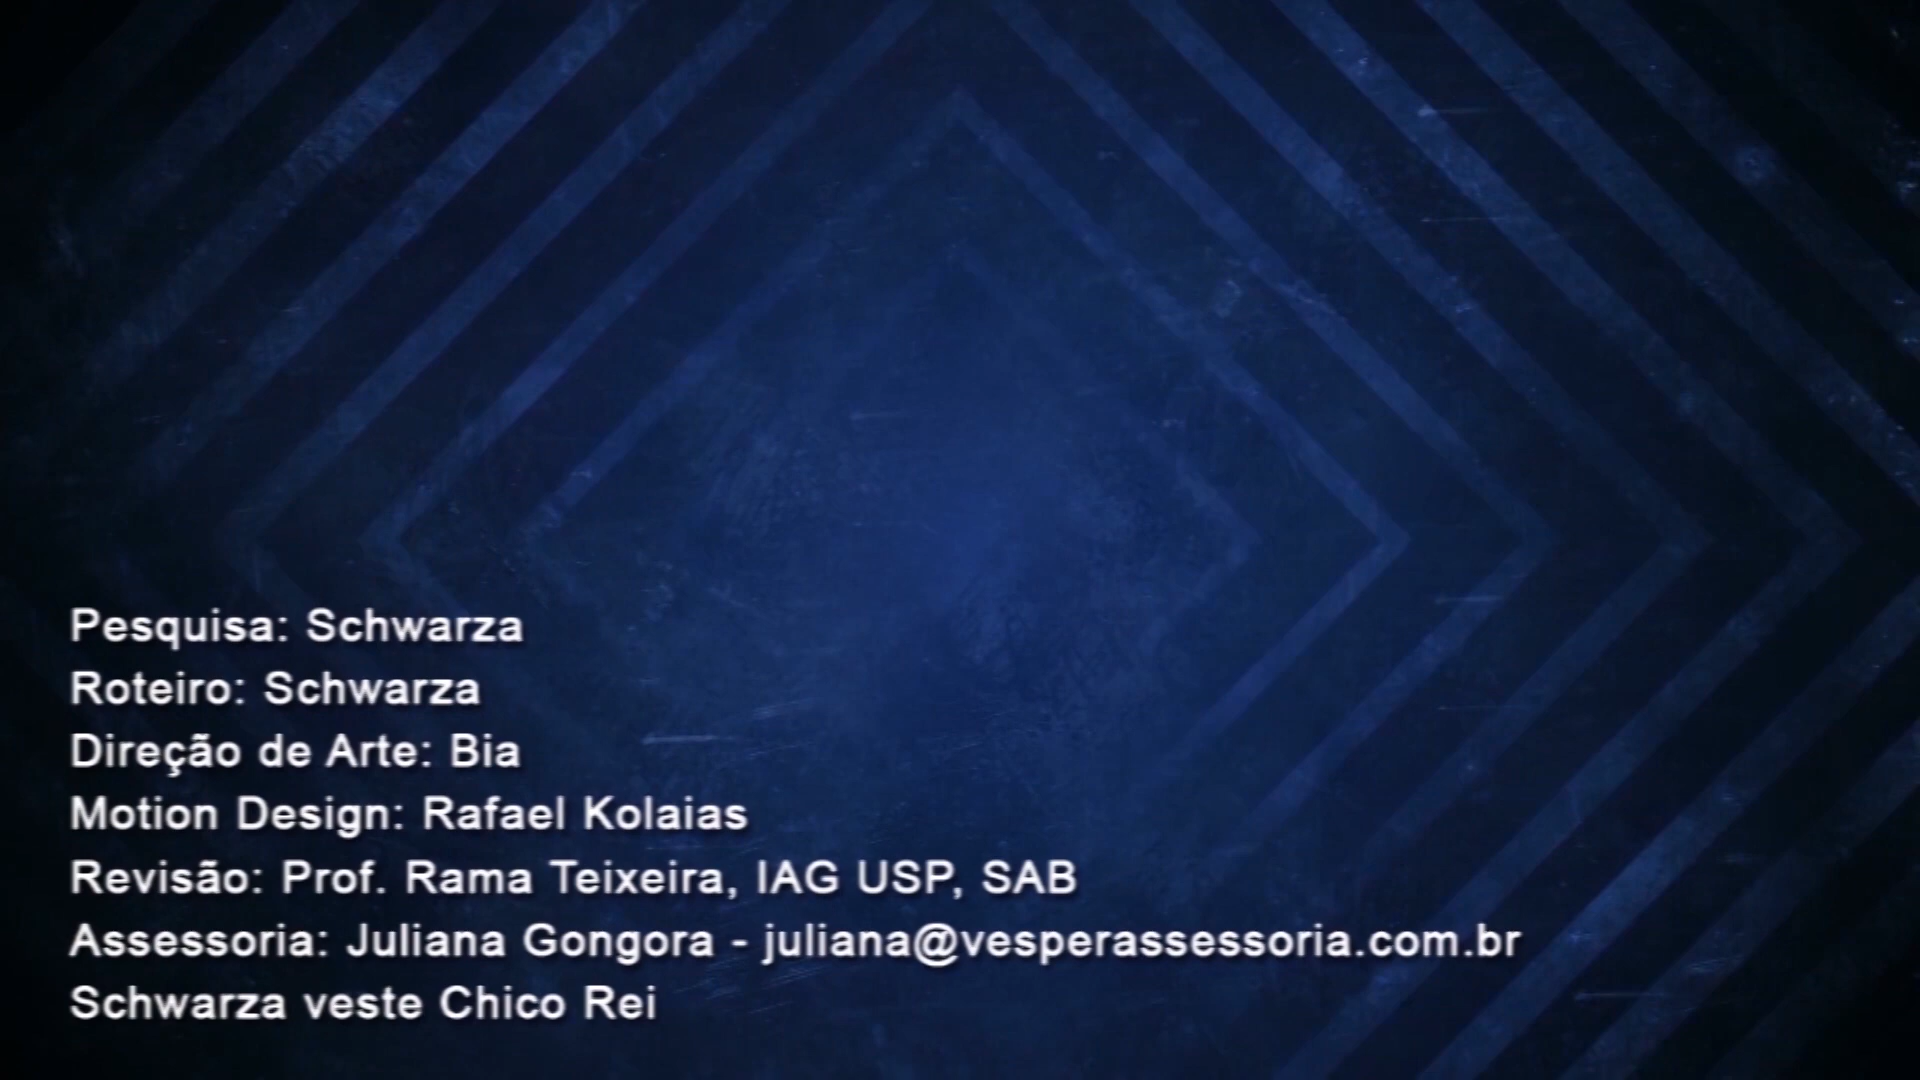 Pesquisa: Schwarza
Roteiro: Schwarza
Direção de Arte: Bia
Motion Design: Rafael Kolaias
Revisão: Prof. Rama Teixeira, IAG USP, SAB
Assessoria: Juliana Gongora - juliana@vesperassessoria.com.br
Schwarza veste Chico Rei